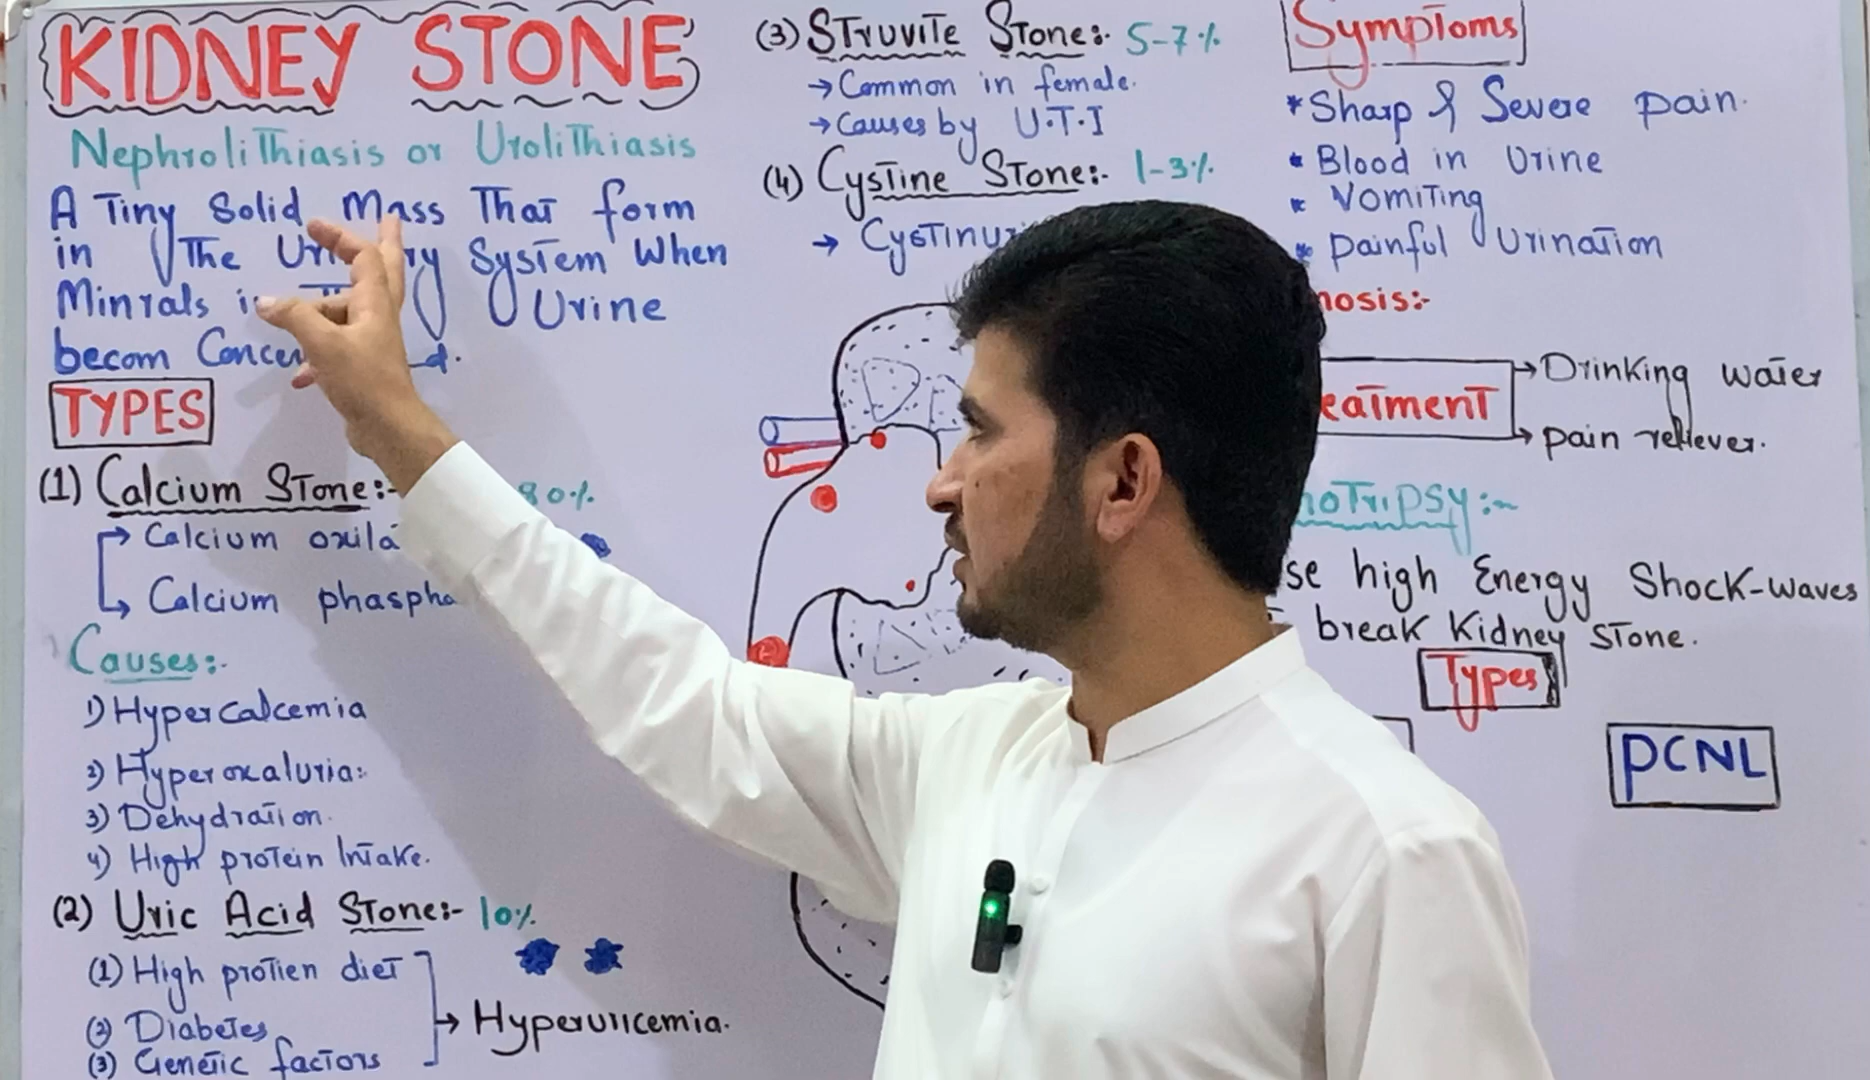 KIDNEY STONE
Nephrolithiasis or Urolithiasis
A Tiny Solid Mass That form
in The System When
Minrals Urine
becom
TYPES
(1) Calcium Stone:-
80%
→ Calcium
→ Calcium
Causes:-
1) Hypercalcemia
2) Hyperoxaluria:
3) Dehydration.
4) High protein Intake.
(2) Uric Acid Stone:- 10%
(1) High protien diet
(2) Diabetes
(3) Genetic factors
→ Hyperuricemia.
(3) Struvite Stone:- 5-7%
→ Common in female.
→ Causes by U.T.I
(4) Cystine Stone:- 1-3%
→
Symptoms
* Sharp & Severe pain.
* Blood in Urine
* Vomiting
* Painful Urination
nosis:-
eatment
→ Drinking water
→ pain reliever.
hotripsy:-
se high Energy Shock-waves
break Kidney Stone.
Types
PCNL